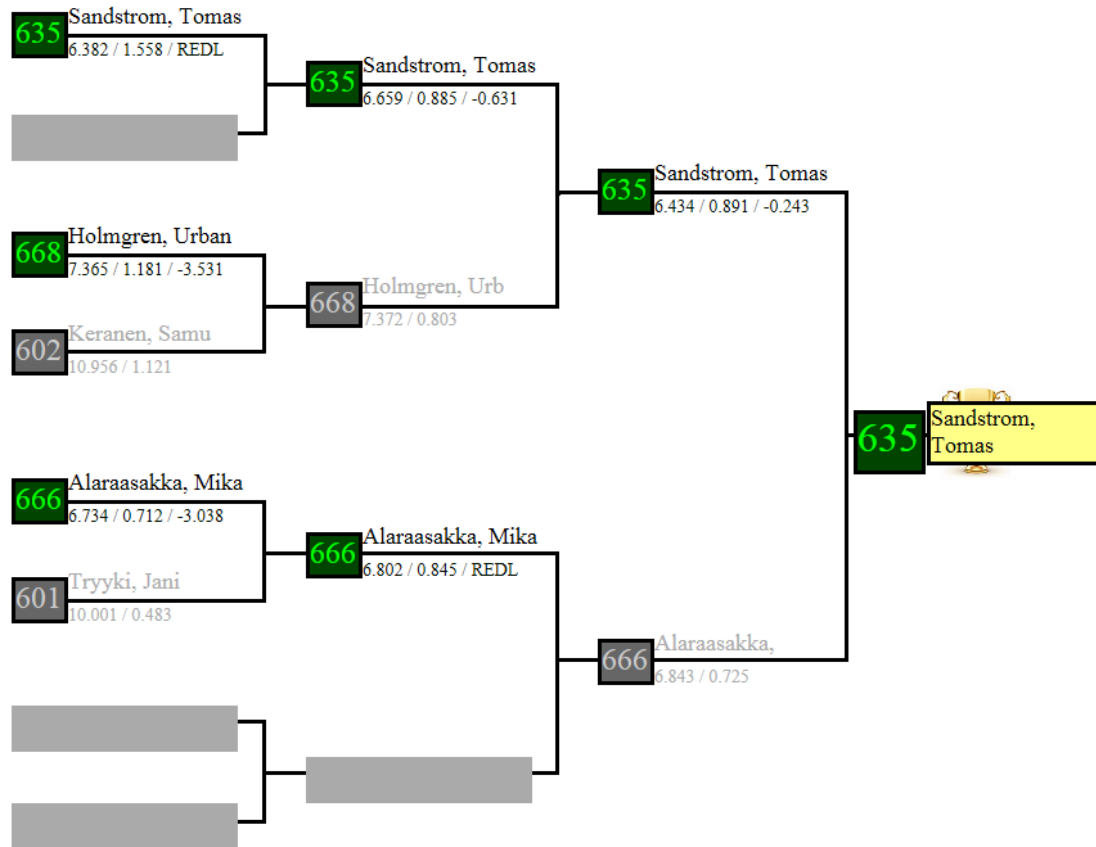 635
Sandstrom, Tomas
6.382 / 1.558 / REDL
668
Holmgren, Urban
7.365 / 1.181 / -3.531
602
Keranen, Samu
10.956 / 1.121
666
Alaraasakka, Mika
6.734 / 0.712 / -3.038
601
Tryyki, Jani
10.001 / 0.483
635
Sandstrom, Tomas
6.659 / 0.885 / -0.631
668
Holmgren, Urb
7.372 / 0.803
666
Alaraasakka, Mika
6.802 / 0.845 / REDL
635
Sandstrom, Tomas
6.434 / 0.891 / -0.243
666
Alaraasakka,
6.843 / 0.725
635
Sandstrom,
Tomas